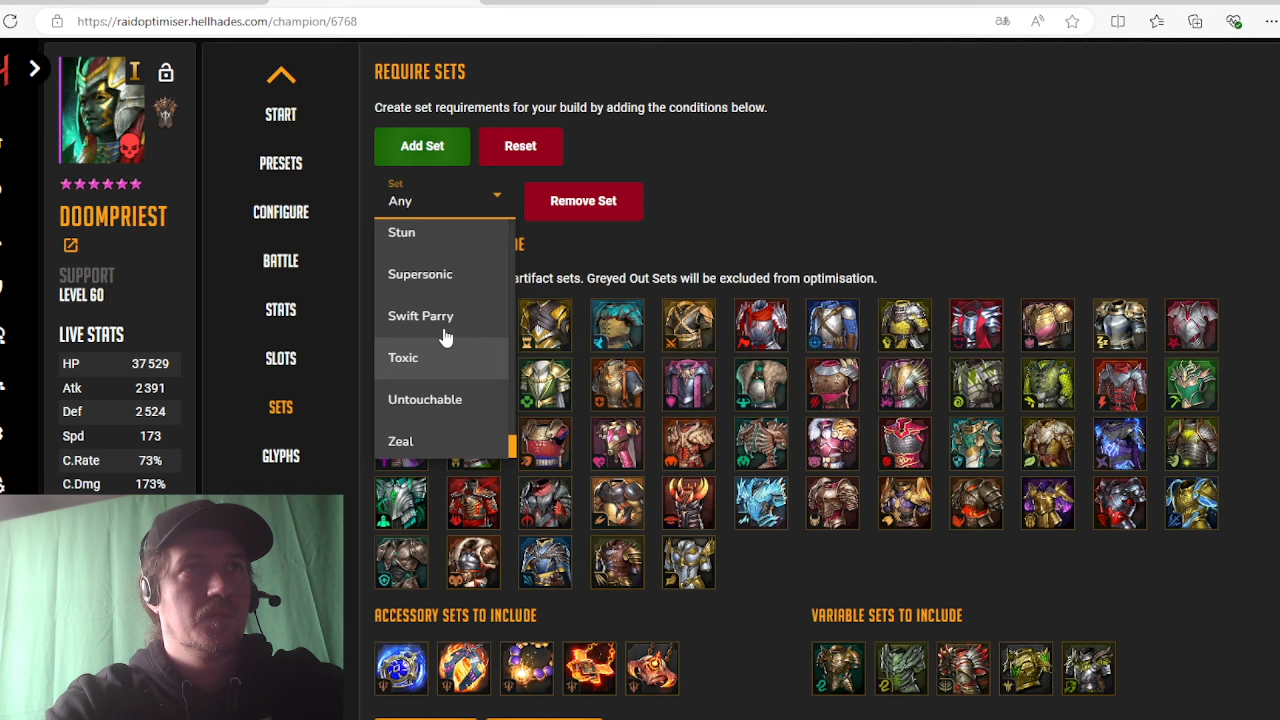 https://raidoptimiser.hellhades.com/champion/6768
I
DOOMPRIEST
SUPPORT
LEVEL 60
LIVE STATS
HP 37 529
Atk 2 391
Def 2 524
Spd 173
C.Rate 73%
C.Dmg 173%
START
PRESETS
CONFIGURE
BATTLE
STATS
SLOTS
SETS
GLYPHS
REQUIRE SETS
Create set requirements for your build by adding the conditions below.
Add Set Reset
Set
Any
Remove Set
Stun
Supersonic
Swift Parry
Toxic
Untouchable
Zeal
artifact sets. Greyed Out Sets will be excluded from optimisation.
ACCESSORY SETS TO INCLUDE
VARIABLE SETS TO INCLUDE